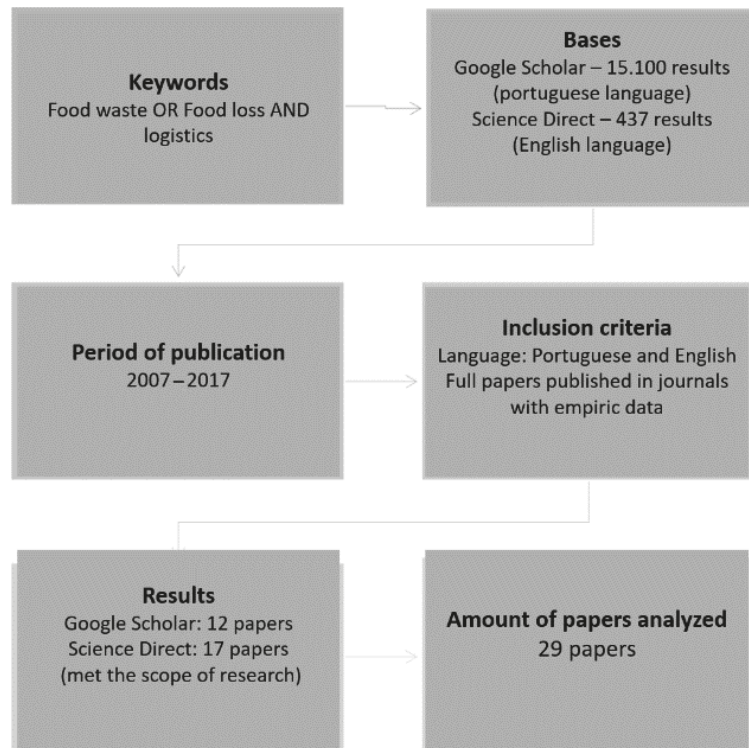 Keywords
Food waste OR Food loss AND
logistics
Bases
Google Scholar – 15.100 results
(portuguese language)
Science Direct – 437 results
(English language)
Period of publication
2007–2017
Inclusion criteria
Language: Portuguese and English
Full papers published in journals
with empiric data
Results
Google Scholar: 12 papers
Science Direct: 17 papers
(met the scope of research)
Amount of papers analyzed
29 papers